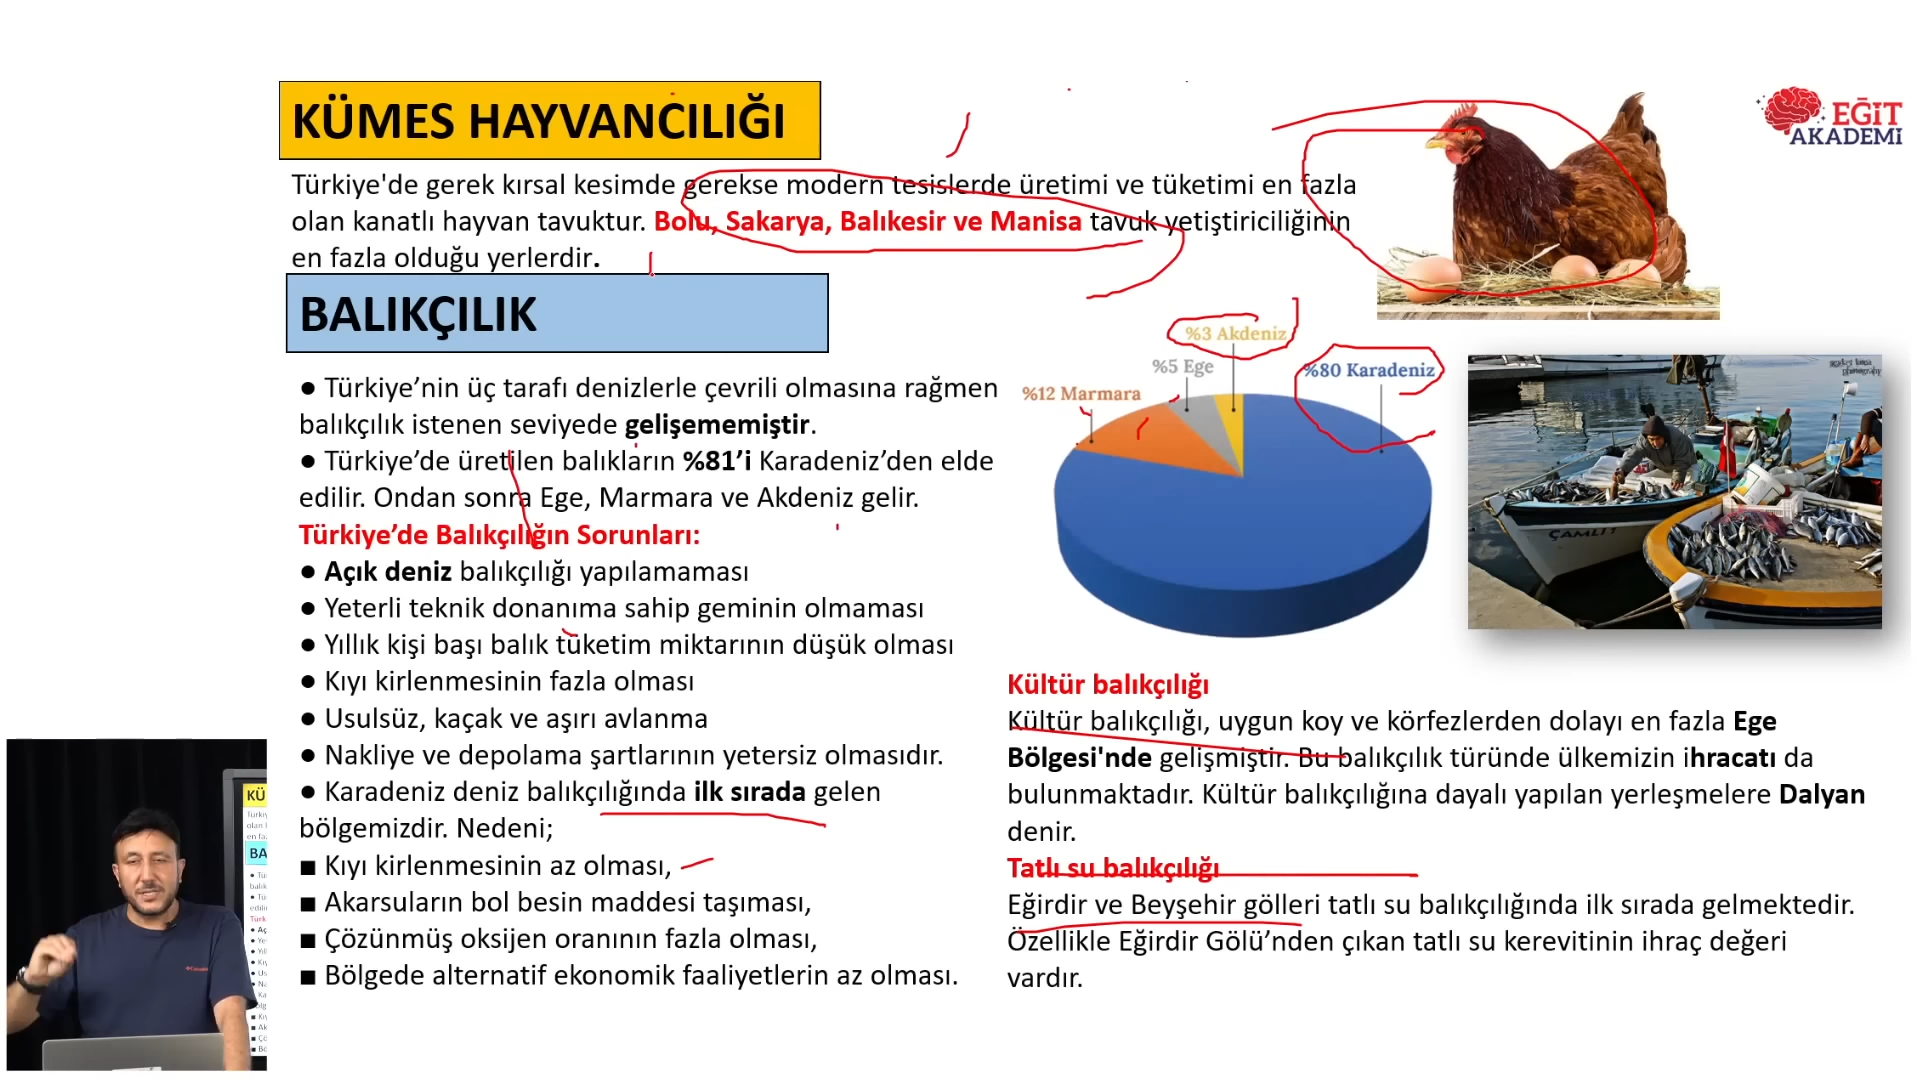 KÜMES HAYVANCILIĞI
EĞİT
AKADEMİ
Türkiye'de gerek kırsal kesimde gerekse modern tesislerde üretimi ve tüketimi en fazla
olan kanatlı hayvan tavuktur. Bolu, Sakarya, Balıkesir ve Manisa tavuk yetiştiriciliğinin
en fazla olduğu yerlerdir.
BALIKÇILIK
● Türkiye’nin üç tarafı denizlerle çevrili olmasına rağmen
balıkçılık istenen seviyede gelişememiştir.
● Türkiye’de üretilen balıkların %81’i Karadeniz’den elde
edilir. Ondan sonra Ege, Marmara ve Akdeniz gelir.
Türkiye’de Balıkçılığın Sorunları:
● Açık deniz balıkçılığı yapılamaması
● Yeterli teknik donanıma sahip geminin olmaması
● Yıllık kişi başı balık tüketim miktarının düşük olması
● Kıyı kirlenmesinin fazla olması
● Usulsüz, kaçak ve aşırı avlanma
● Nakliye ve depolama şartlarının yetersiz olmasıdır.
● Karadeniz deniz balıkçılığında ilk sırada gelen
bölgemizdir. Nedeni;
■ Kıyı kirlenmesinin az olması,
■ Akarsuların bol besin maddesi taşıması,
■ Çözünmüş oksijen oranının fazla olması,
■ Bölgede alternatif ekonomik faaliyetlerin az olması.
%3 Akdeniz
%5 Ege
%80 Karadeniz
%12 Marmara
ÇAMLI
Kültür balıkçılığı
Kültür balıkçılığı, uygun koy ve körfezlerden dolayı en fazla Ege
Bölgesi'nde gelişmiştir. Bu balıkçılık türünde ülkemizin ihracatı da
bulunmaktadır. Kültür balıkçılığına dayalı yapılan yerleşmelere Dalyan
denir.
Tatlı su balıkçılığı
Eğirdir ve Beyşehir gölleri tatlı su balıkçılığında ilk sırada gelmektedir.
Özellikle Eğirdir Gölü’nden çıkan tatlı su kerevitinin ihraç değeri
vardır.
KÜ
BA